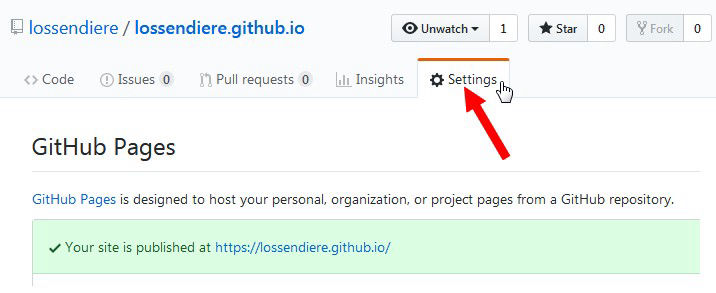 lossendiere / lossendiere.github.io Unwatch 1 Star 0 Fork 0
Code Issues 0 Pull requests 0 Insights Settings
GitHub Pages
GitHub Pages is designed to host your personal, organization, or project pages from a GitHub repository.
Your site is published at https://lossendiere.github.io/